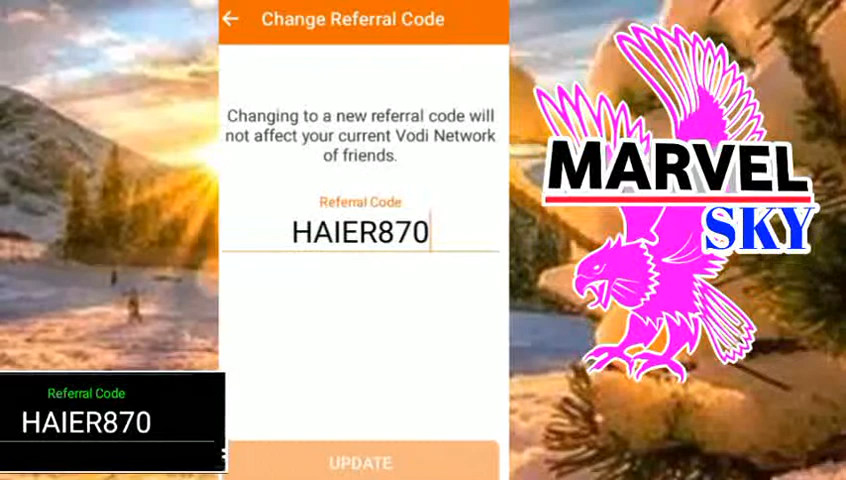 Change Referral Code
Changing to a new referral code will
not affect your current Vodi Network
of friends.
Referral Code
HAIER870
UPDATE
Referral Code
HAIER870
MARVEL
SKY